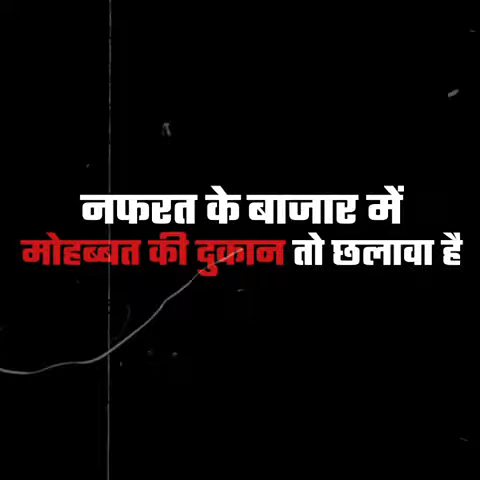 नफरत के बाजार में
मोहब्बत की दुकान तो छलावा है